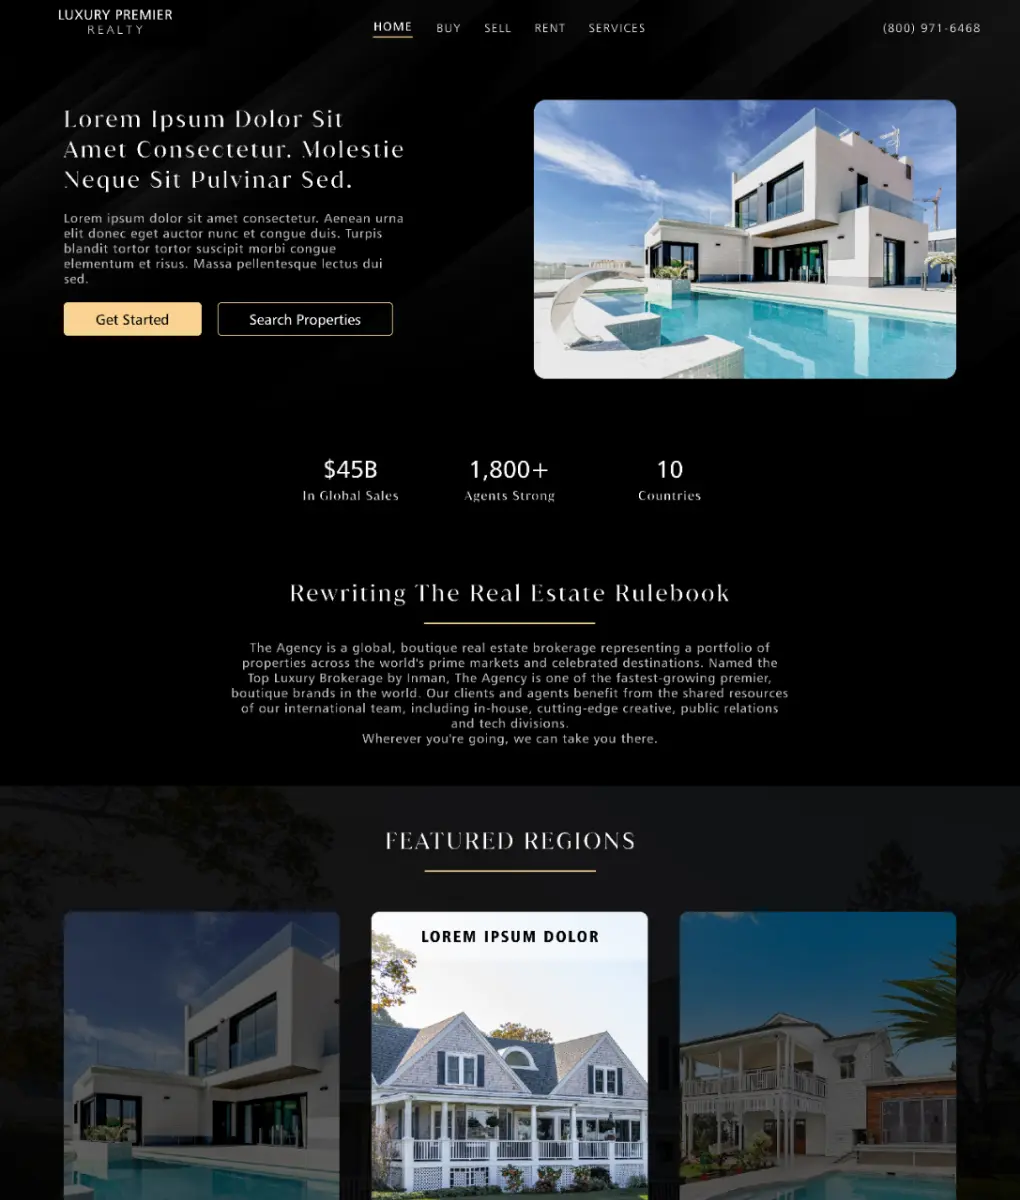 LUXURY PREMIER
REALTY
HOME BUY SELL RENT SERVICES
(800) 971-6468
Lorem Ipsum Dolor Sit
Amet Consectetur. Molestie
Neque Sit Pulvinar Sed.
Lorem ipsum dolor sit amet consectetur. Aenean urna
elit donec eget auctor nunc et congue duis. Turpis
blandit tortor tortor suscipit morbi congue
elementum et risus. Massa pellentesque lectus dui
sed.
Get Started
Search Properties
$45B
In Global Sales
1,800+
Agents Strong
10
Countries
Rewriting The Real Estate Rulebook
The Agency is a global, boutique real estate brokerage representing a portfolio of
properties across the world's prime markets and celebrated destinations. Named the
Top Luxury Brokerage by Inman, The Agency is one of the fastest-growing premier,
boutique brands in the world. Our clients and agents benefit from the shared resources
of our international team, including in-house, cutting-edge creative, public relations
and tech divisions.
Wherever you're going, we can take you there.
FEATURED REGIONS
LOREM IPSUM DOLOR